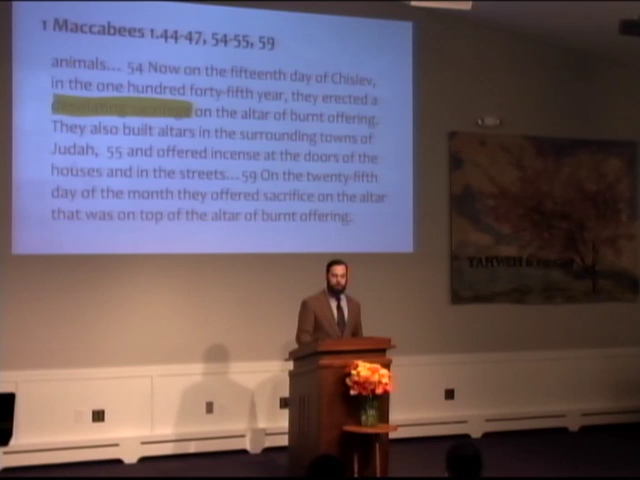 1 Maccabees 1.44-47, 54-55, 59
animals... 54 Now on the fifteenth day of Chislev,
in the one hundred forty-fifth year, they erected a
desolating sacrilege on the altar of burnt offering.
They also built altars in the surrounding towns of
Judah, 55 and offered incense at the doors of the
houses and in the streets...59 On the twenty-fifth
day of the month they offered sacrifice on the altar
that was on top of the altar of burnt offering.
YAHWEH